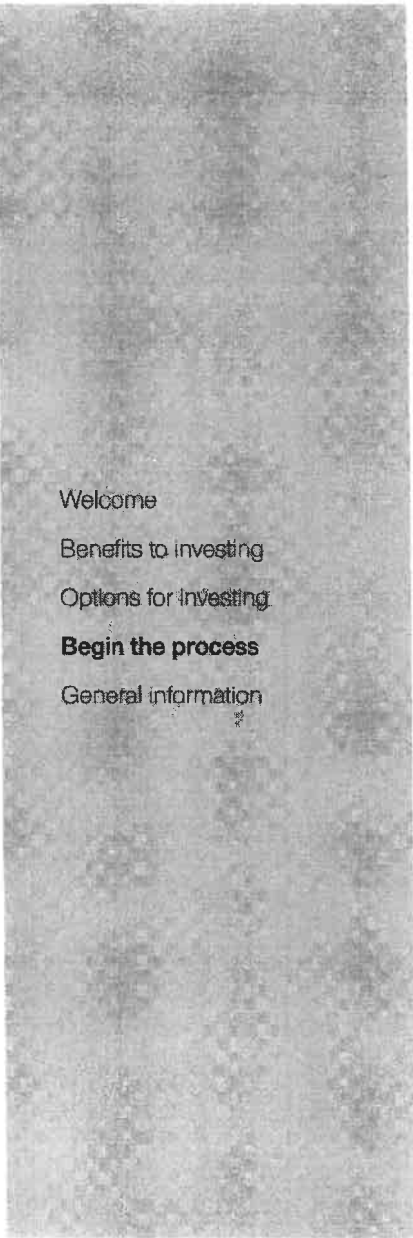 Welcome
Benefits to investing
Options for investing
Begin the process
General information